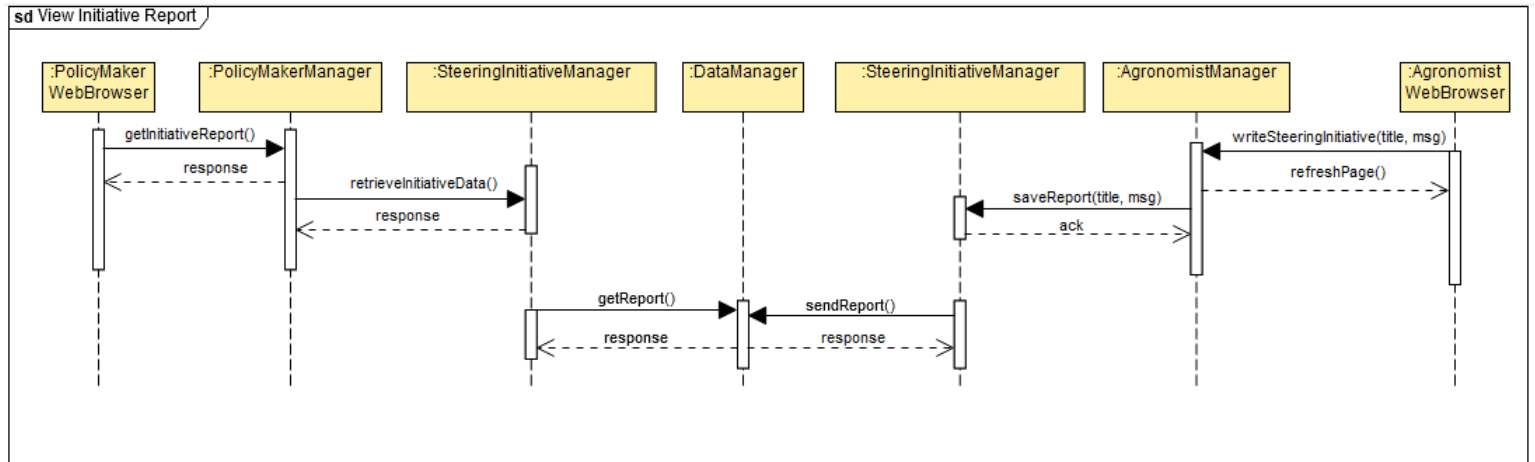 sd View Initiative Report
:PolicyMaker
WebBrowser
:PolicyMakerManager
:SteeringInitiativeManager
:DataManager
:SteeringInitiativeManager
:AgronomistManager
:Agronomist
WebBrowser
getInitiativeReport()
response
retrieveInitiativeData()
response
writeSteeringInitiative(title, msg)
refreshPage()
saveReport(title, msg)
ack
getReport()
sendReport()
response
response